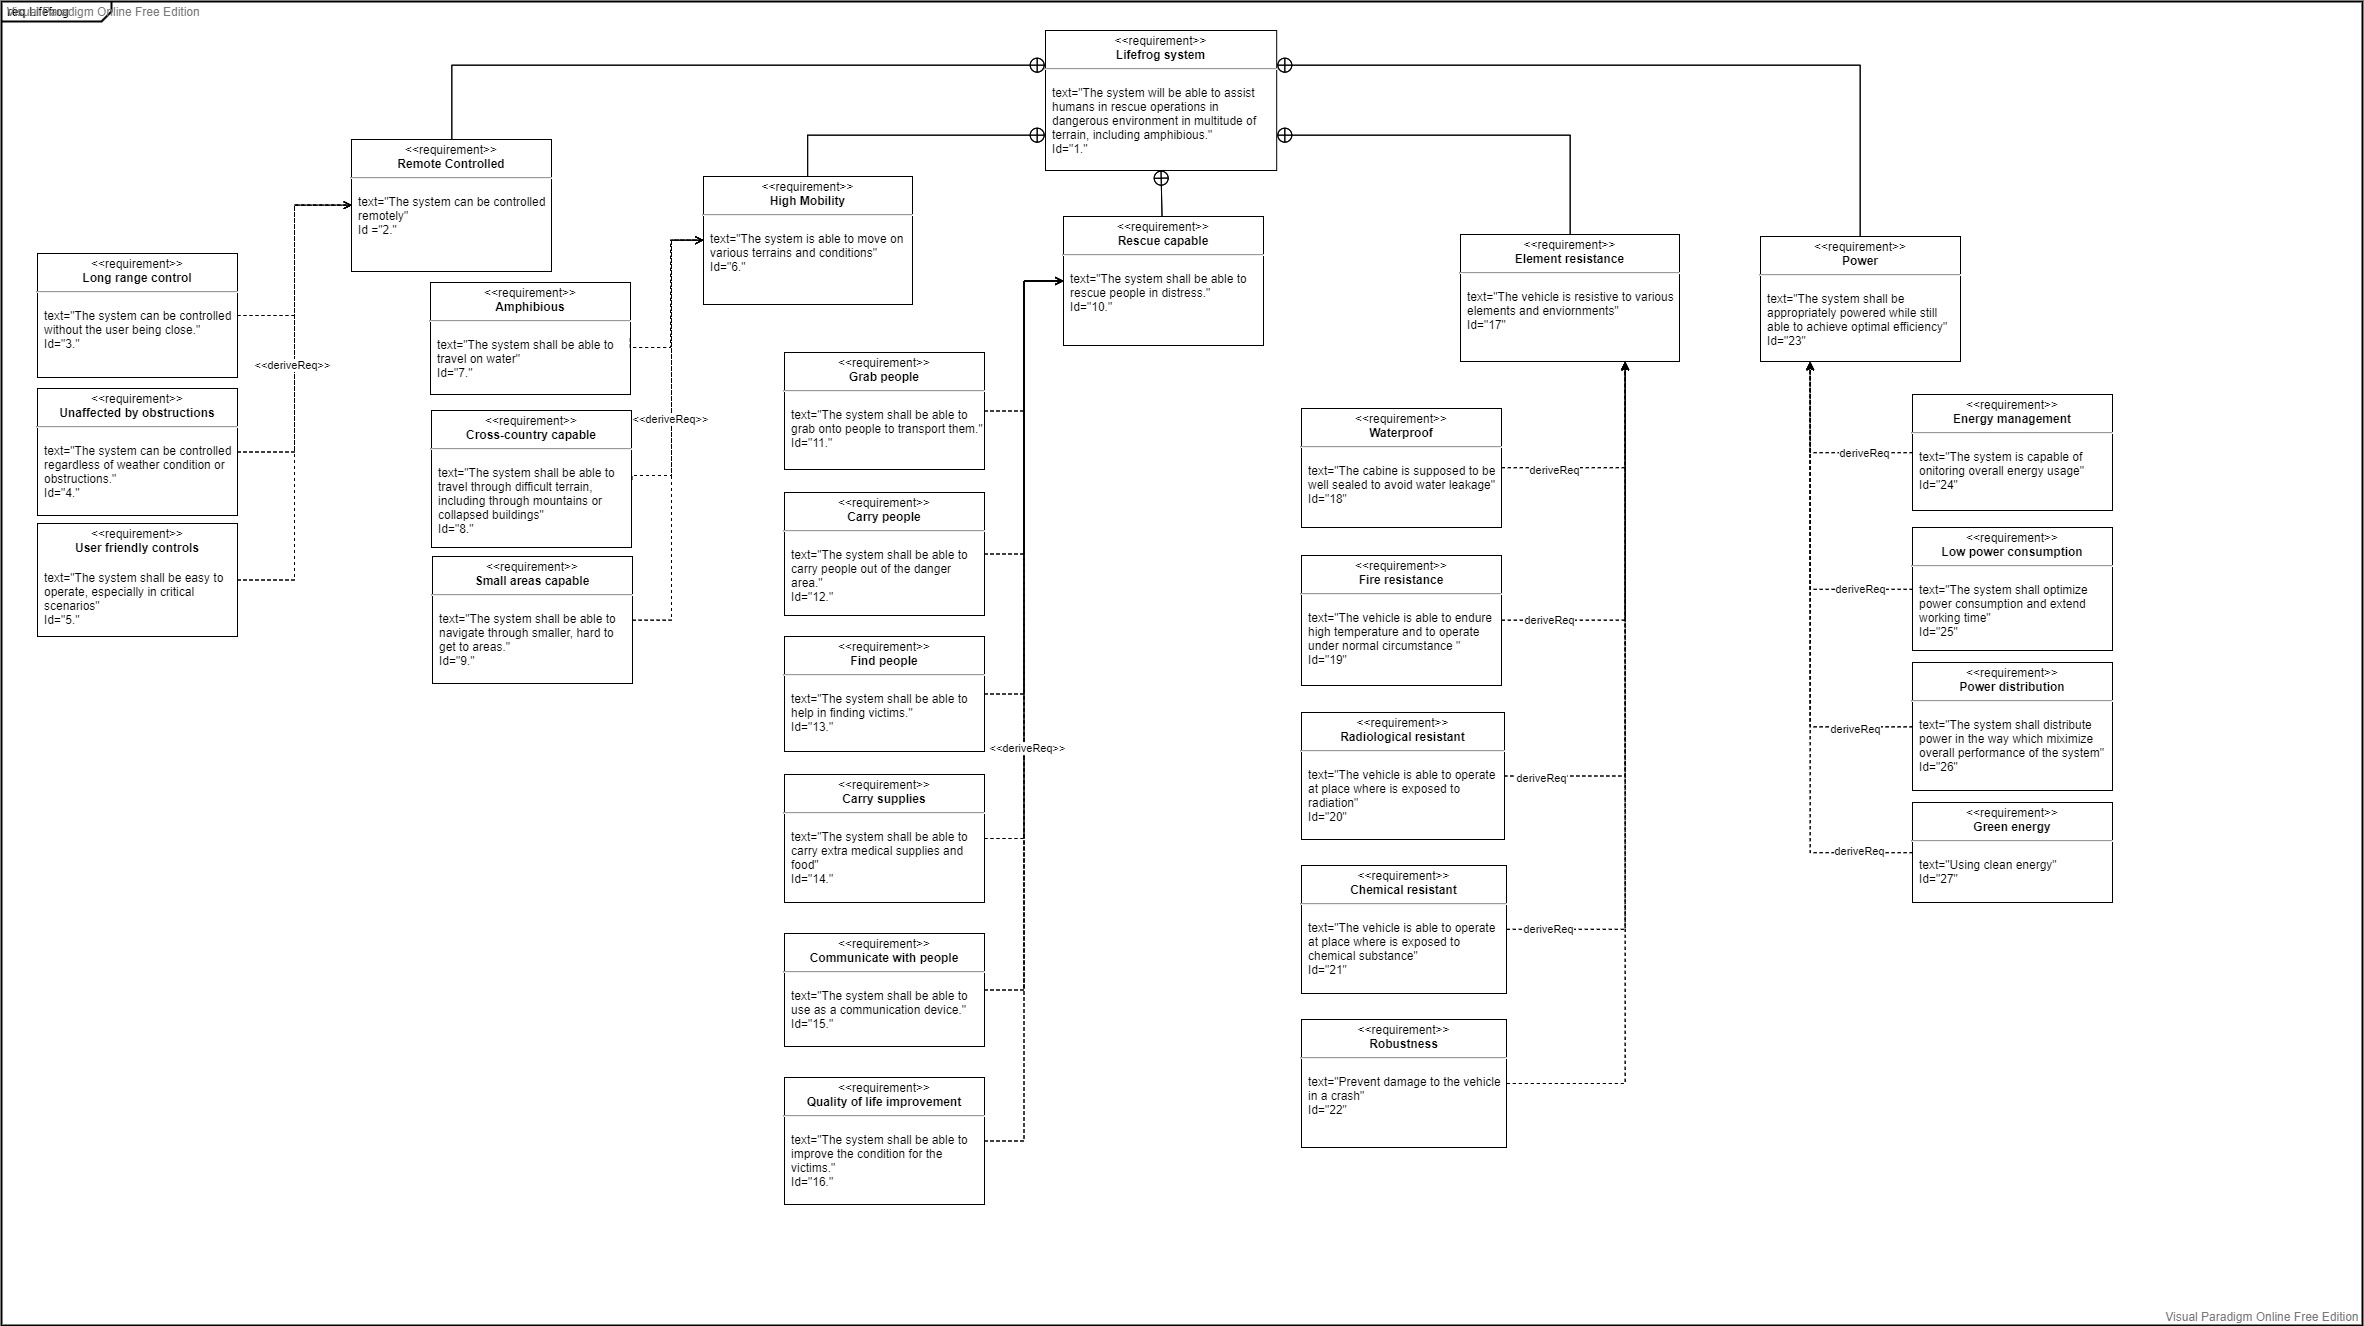 req Lifefrog
Visual Paradigm Online Free Edition
<<requirement>>
Lifefrog system
text="The system will be able to assist
humans in rescue operations in
dangerous environment in multitude of
terrain, including amphibious."
Id="1."
<<requirement>>
Remote Controlled
text="The system can be controlled
remotely"
Id ="2."
<<requirement>>
Long range control
text="The system can be controlled
without the user being close."
Id="3."
<<deriveReq>>
<<requirement>>
Unaffected by obstructions
text="The system can be controlled
regardless of weather condition or
obstructions."
Id="4."
<<requirement>>
User friendly controls
text="The system shall be easy to
operate, especially in critical
scenarios"
Id="5."
<<requirement>>
High Mobility
text="The system is able to move on
various terrains and conditions"
Id="6."
<<requirement>>
Amphibious
text="The system shall be able to
travel on water"
Id="7."
<<deriveReq>>
<<requirement>>
Cross-country capable
text="The system shall be able to
travel through difficult terrain,
including through mountains or
collapsed buildings"
Id="8."
<<requirement>>
Small areas capable
text="The system shall be able to
navigate through smaller, hard to
get to areas."
Id="9."
<<requirement>>
Rescue capable
text="The system shall be able to
rescue people in distress."
Id="10."
<<requirement>>
Grab people
text="The system shall be able to
grab onto people to transport them."
Id="11."
<<requirement>>
Carry people
text="The system shall be able to
carry people out of the danger
area."
Id="12."
<<requirement>>
Find people
text="The system shall be able to
help in finding victims."
Id="13."
<<deriveReq>>
<<requirement>>
Carry supplies
text="The system shall be able to
carry extra medical supplies and
food"
Id="14."
<<requirement>>
Communicate with people
text="The system shall be able to
use as a communication device."
Id="15."
<<requirement>>
Quality of life improvement
text="The system shall be able to
improve the condition for the
victims."
Id="16."
<<requirement>>
Element resistance
text="The vehicle is resistive to various
elements and enviornments"
Id="17"
<<requirement>>
Waterproof
text="The cabine is supposed to be
well sealed to avoid water leakage"
Id="18"
deriveReq
<<requirement>>
Fire resistance
text="The vehicle is able to endure
high temperature and to operate
under normal circumstance "
Id="19"
deriveReq
<<requirement>>
Radiological resistant
text="The vehicle is able to operate
at place where is exposed to
radiation"
Id="20"
deriveReq
<<requirement>>
Chemical resistant
text="The vehicle is able to operate
at place where is exposed to
chemical substance"
Id="21"
deriveReq
<<requirement>>
Robustness
text="Prevent damage to the vehicle
in a crash"
Id="22"
<<requirement>>
Power
text="The system shall be
appropriately powered while still
able to achieve optimal efficiency"
Id="23"
<<requirement>>
Energy management
text="The system is capable of
onitoring overall energy usage"
Id="24"
deriveReq
<<requirement>>
Low power consumption
text="The system shall optimize
power consumption and extend
working time"
Id="25"
deriveReq
<<requirement>>
Power distribution
text="The system shall distribute
power in the way which miximize
overall performance of the system"
Id="26"
deriveReq
<<requirement>>
Green energy
text="Using clean energy"
Id="27"
deriveReq
Visual Paradigm Online Free Edition